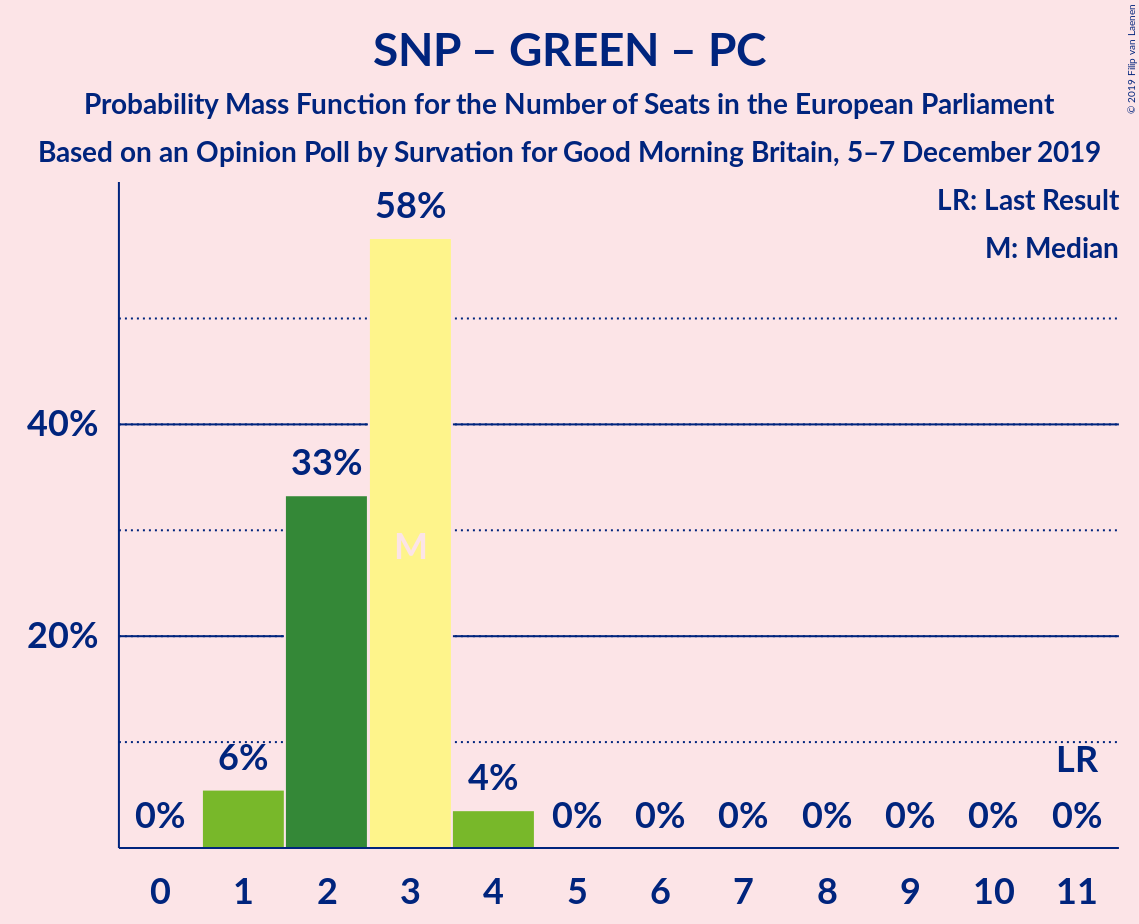 SNP – GREEN – PC
Probability Mass Function for the Number of Seats in the European Parliament
Based on an Opinion Poll by Survation for Good Morning Britain, 5–7 December 2019
© 2019 Filip van Laenen
LR: Last Result
M: Median
58%
40%
33%
M
20%
6%
4%
LR
0% 0% 0% 0% 0% 0% 0% 0%
0 1 2 3 4 5 6 7 8 9 10 11